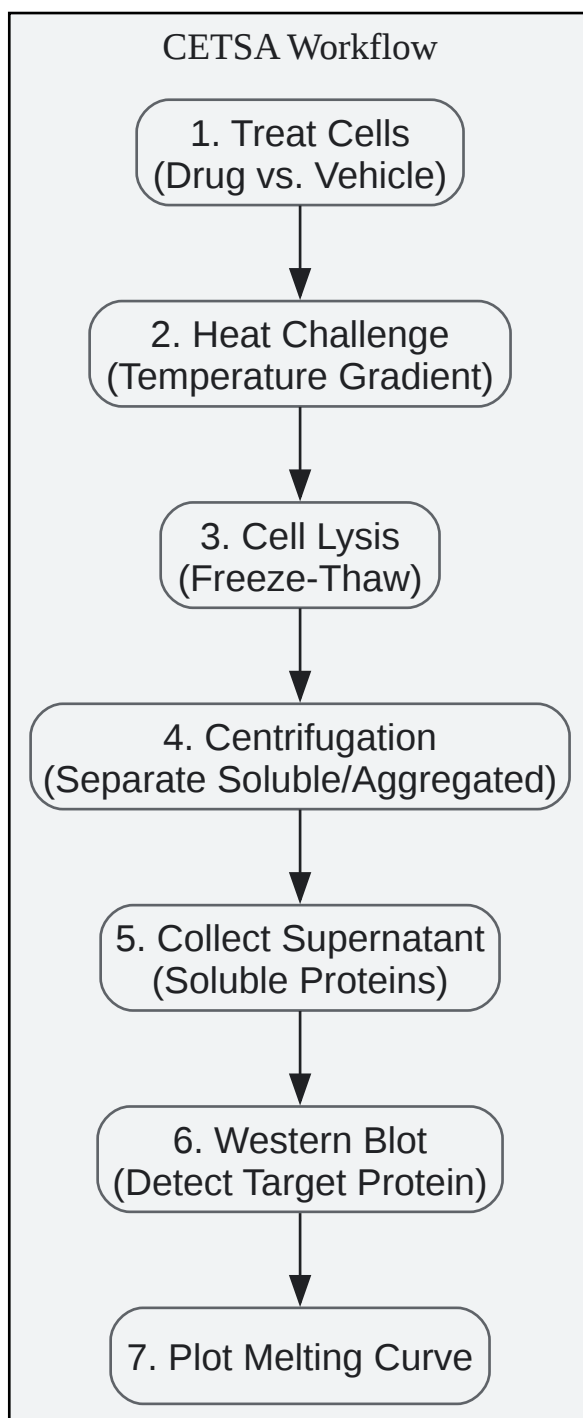 CETSA Workflow
1. Treat Cells
(Drug vs. Vehicle)
2. Heat Challenge
(Temperature Gradient)
3. Cell Lysis
(Freeze-Thaw)
4. Centrifugation
(Separate Soluble/Aggregated)
5. Collect Supernatant
(Soluble Proteins)
6. Western Blot
(Detect Target Protein)
7. Plot Melting Curve